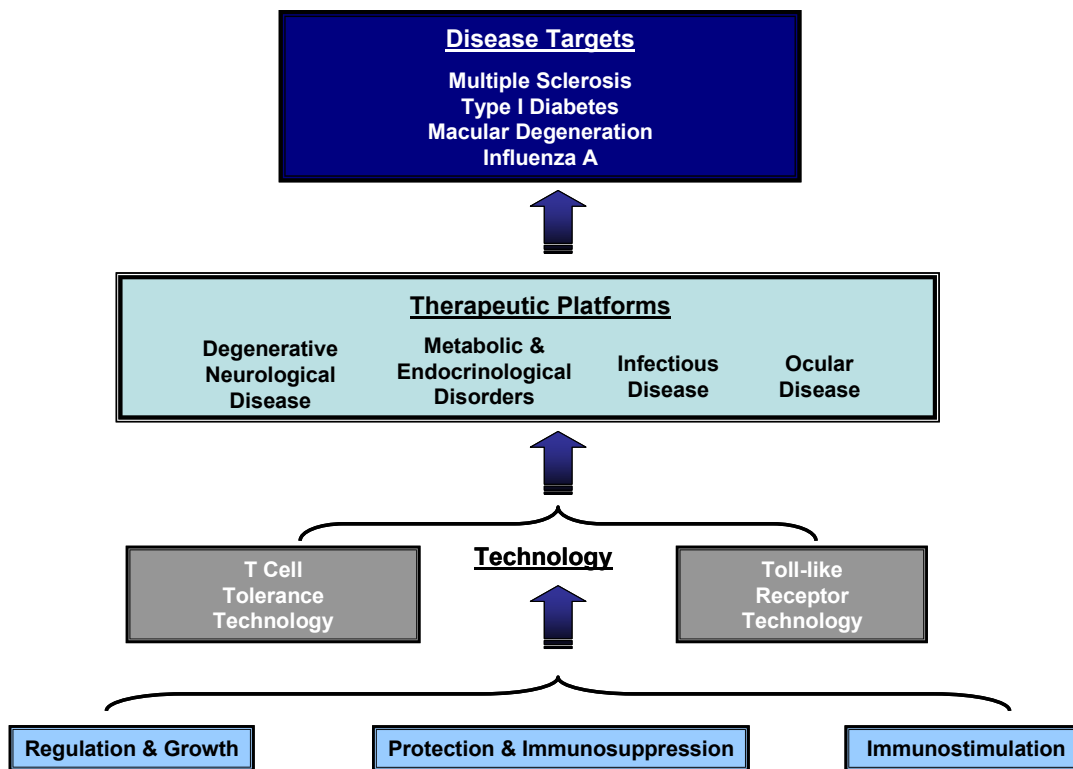 Disease Targets
Multiple Sclerosis
Type I Diabetes
Macular Degeneration
Influenza A
Therapeutic Platforms
Degenerative
Neurological
Disease
Metabolic &
Endocrinological
Disorders
Infectious
Disease
Ocular
Disease
T Cell
Tolerance
Technology
Technology
Toll-like
Receptor
Technology
Regulation & Growth
Protection & Immunosuppression
Immunostimulation